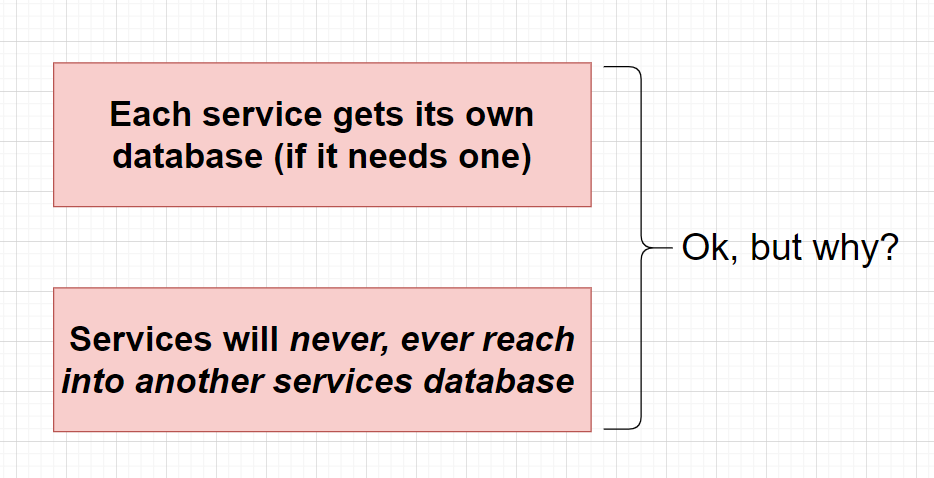 Each service gets its own
database (if it needs one)
Ok, but why?
Services will never, ever reach
into another services database